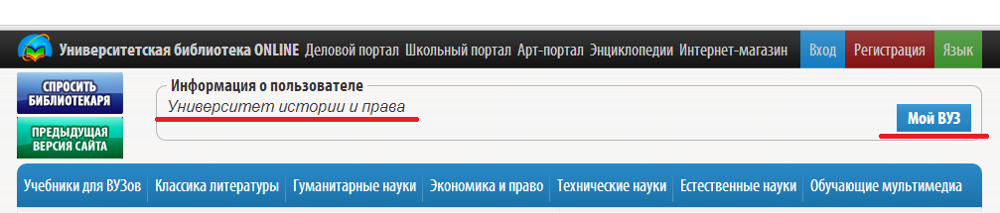 Университетская библиотека ONLINE Деловой портал Школьный портал Арт-портал Энциклопедии Интернет-магазин Вход Регистрация Язык
СПРОСИТЬ
БИБЛИОТЕКАРЯ
ПРЕДЫДУЩАЯ
ВЕРСИЯ САЙТА
Информация о пользователе
Университет истории и права
Мой ВУЗ
Учебники для ВУЗов Классика литературы Гуманитарные науки Экономика и право Технические науки Естественные науки Обучающие мультимедиа